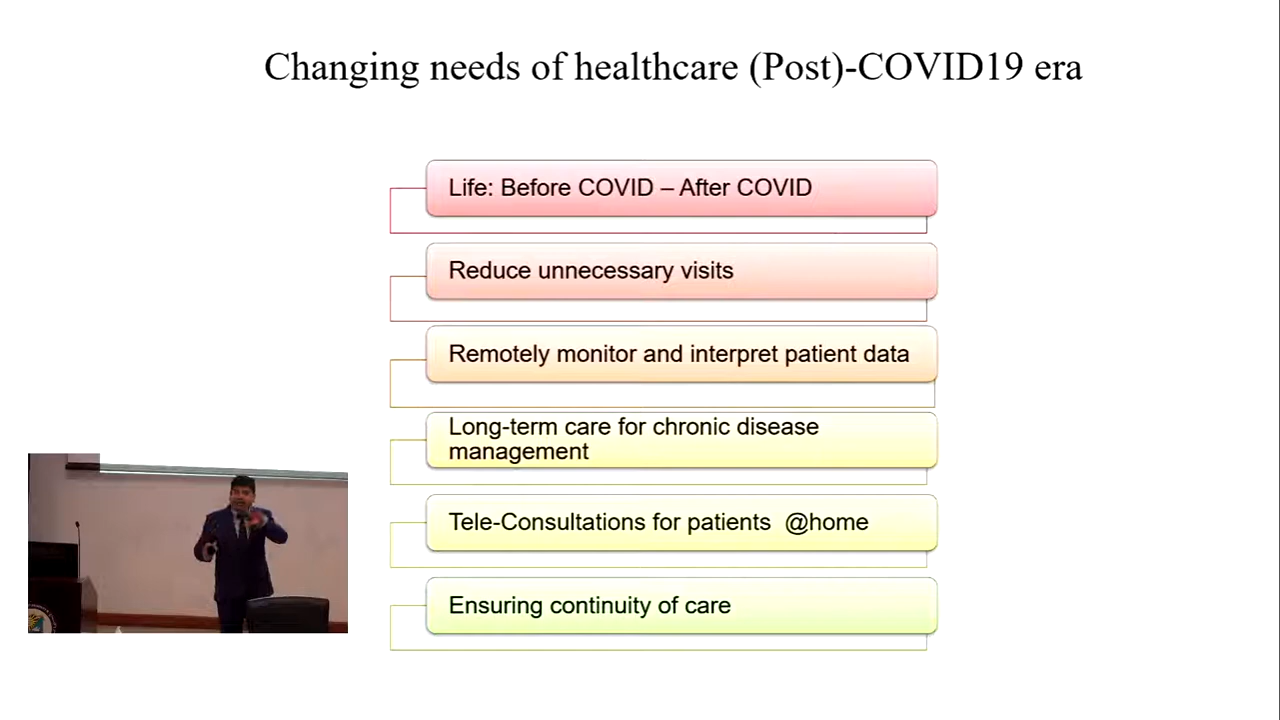 Changing needs of healthcare (Post)-COVID19 era
Life: Before COVID – After COVID
Reduce unnecessary visits
Remotely monitor and interpret patient data
Long-term care for chronic disease
management
Tele-Consultations for patients @home
Ensuring continuity of care